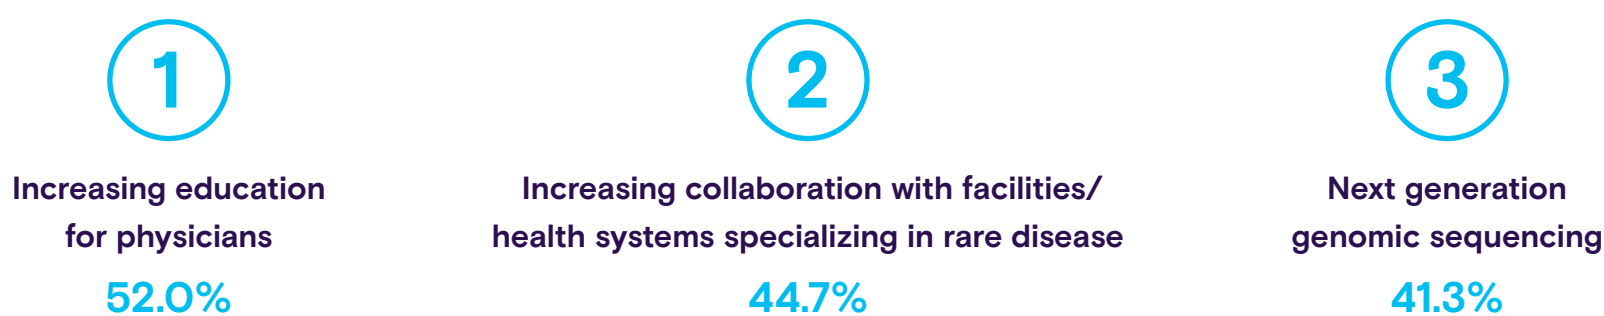 1
Increasing education
for physicians
52.0%
2
Increasing collaboration with facilities/
health systems specializing in rare disease
44.7%
3
Next generation
genomic sequencing
41.3%